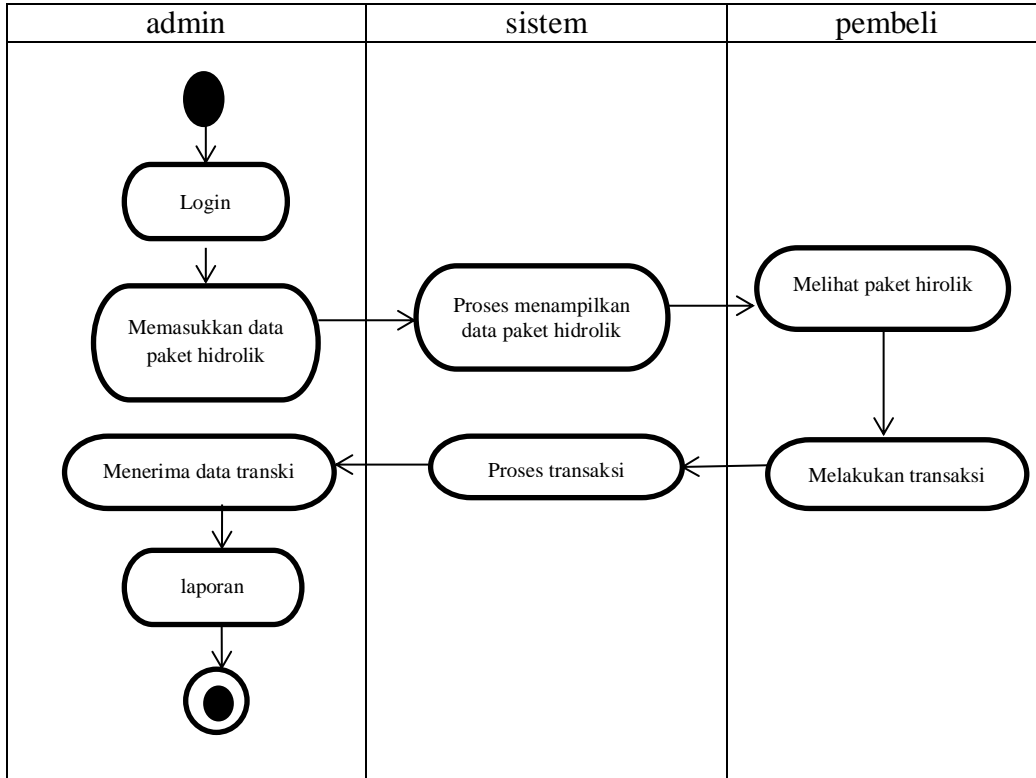 admin
sistem
pembeli
Login
Memasukkan data
paket hidrolik
Proses menampilkan
data paket hidrolik
Melihat paket hirolik
Melakukan transaksi
Proses transaksi
Menerima data transki
laporan